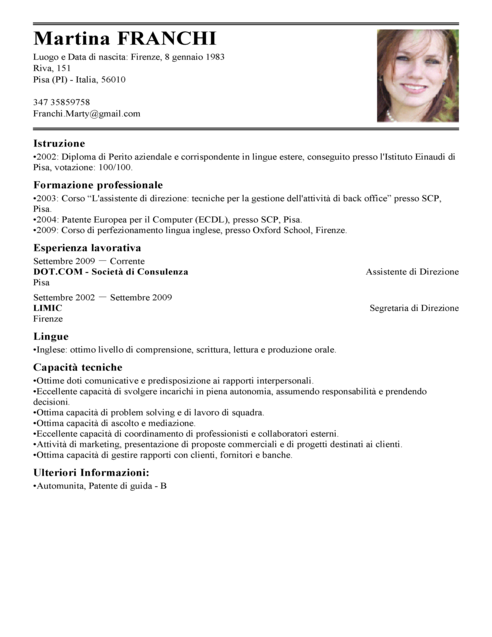 Martina FRANCHI
Luogo e Data di nascita: Firenze, 8 gennaio 1983
Riva, 151
Pisa (PI) - Italia, 56010
347 35859758
Franchi.Marty@gmail.com
Istruzione
•2002: Diploma di Perito aziendale e corrispondente in lingue estere, conseguito presso l'Istituto Einaudi di
Pisa, votazione: 100/100.
Formazione professionale
•2003: Corso “L'assistente di direzione: tecniche per la gestione dell'attività di back office” presso SCP,
Pisa.
•2004: Patente Europea per il Computer (ECDL), presso SCP, Pisa.
•2009: Corso di perfezionamento lingua inglese, presso Oxford School, Firenze.
Esperienza lavorativa
Settembre 2009 — Corrente
DOT.COM - Società di Consulenza Assistente di Direzione
Pisa
Settembre 2002 — Settembre 2009
LIMIC Segretaria di Direzione
Firenze
Lingue
•Inglese: ottimo livello di comprensione, scrittura, lettura e produzione orale.
Capacità tecniche
•Ottime doti comunicative e predisposizione ai rapporti interpersonali.
•Eccellente capacità di svolgere incarichi in piena autonomia, assumendo responsabilità e prendendo
decisioni.
•Ottima capacità di problem solving e di lavoro di squadra.
•Ottima capacità di ascolto e mediazione.
•Eccellente capacità di coordinamento di professionisti e collaboratori esterni.
•Attività di marketing, presentazione di proposte commerciali e di progetti destinati ai clienti.
•Ottima capacità di gestire rapporti con clienti, fornitori e banche.
Ulteriori Informazioni:
•Automunita, Patente di guida - B